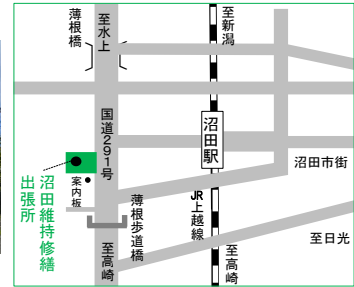 薄根橋
至水上
至新潟
国道291号
沼田駅
沼田維持修繕
出張所
案内板
沼田市街
薄根歩道橋
JR上越線
至日光
至高崎
至高崎